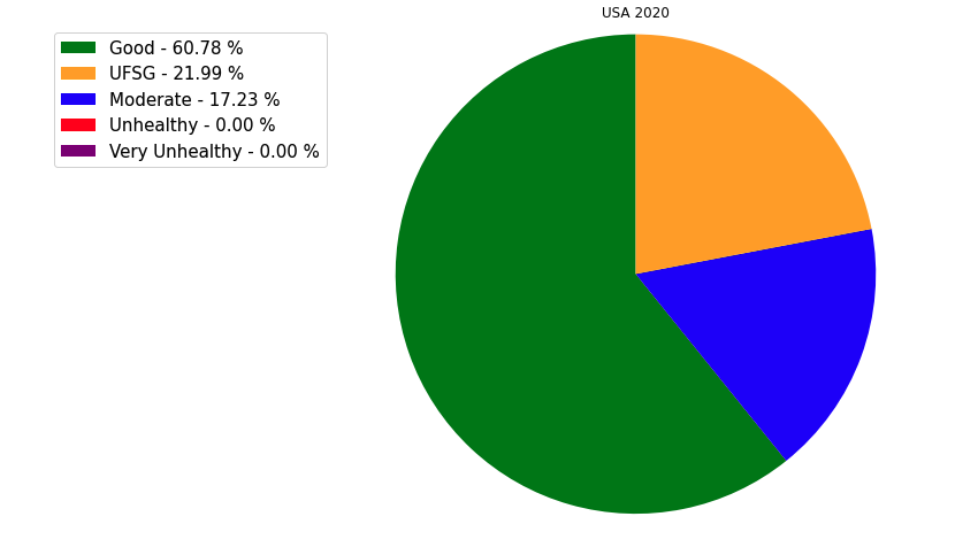 USA 2020
Good - 60.78 %
UFSG - 21.99 %
Moderate - 17.23 %
Unhealthy - 0.00 %
Very Unhealthy - 0.00 %